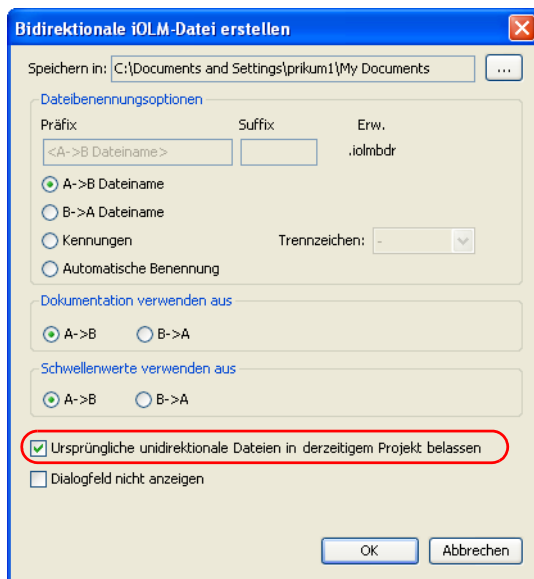 Bidirektionale iOLM-Datei erstellen
Speichern in: C:\Documents and Settings\prikum1\My Documents ...
Dateibenennungsoptionen
Präfix Suffix Erw.
<A->B Dateiname> .iolmbdr
A->B Dateiname
B->A Dateiname
Kennungen Trennzeichen: -
Automatische Benennung
Dokumentation verwenden aus
A->B B->A
Schwellenwerte verwenden aus
A->B B->A
Ursprüngliche unidirektionale Dateien in derzeitigem Projekt belassen
Dialogfeld nicht anzeigen
OK Abbrechen